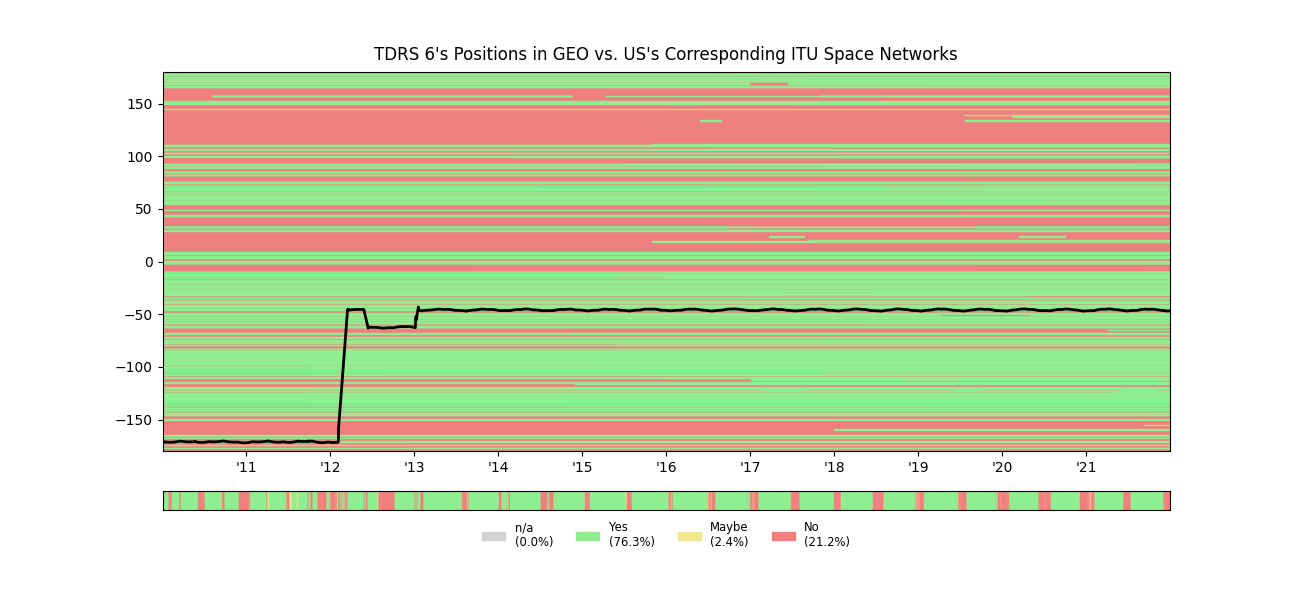 TDRS 6's Positions in GEO vs. US's Corresponding ITU Space Networks
150
100
50
0
−50
−100
−150
'11 '12 '13 '14 '15 '16 '17 '18 '19 '20 '21
n/a Yes Maybe No
(0.0%) (76.3%) (2.4%) (21.2%)